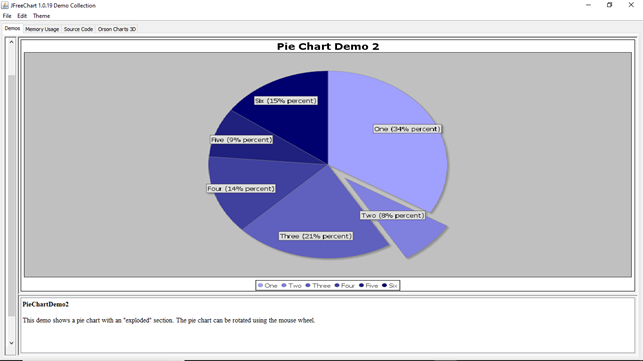 JFreeChart 1.0.19 Demo Collection
File Edit Theme
Demos Memory Usage Source Code Orson Charts 3D
Pie Chart Demo 2
Six (15% percent)
One (34% percent)
Five (9% percent)
Four (14% percent)
Two (8% percent)
Three (21% percent)
One Two Three Four Five Six
PieChartDemo2
This demo shows a pie chart with an "exploded" section. The pie chart can be rotated using the mouse wheel.